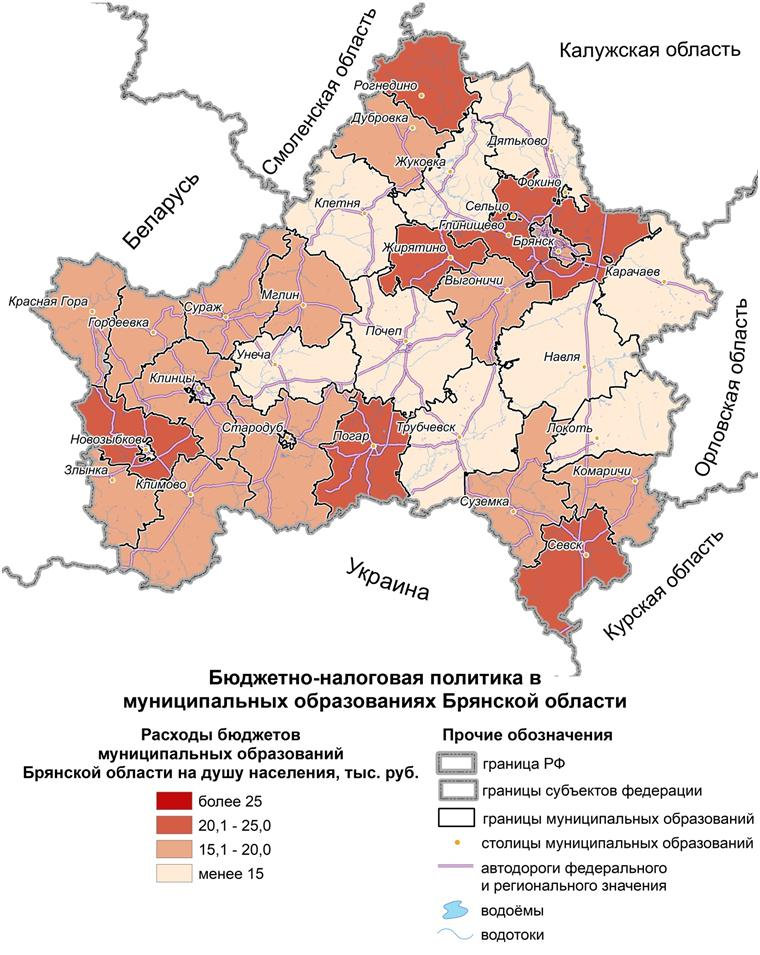 Калужская область
Смоленская область
Беларусь
Рогнедино
Дубровка
Дятьково
Жуковка
Фокино
Клетня
Сельцо
Глинищево
Брянск
Жирятино
Карачаев
Выгоничи
Красная Гора
Гордеевка
Сураж
Мглин
Почеп
Унеча
Навля
Клинцы
Орловская область
Новозыбков
Стародуб
Погар
Трубчевск
Локоть
Злынка
Климово
Комаричи
Суземка
Севск
Украина
Курская область
Бюджетно-налоговая политика в
муниципальных образованиях Брянской области
Расходы бюджетов
муниципальных образований
Брянской области на душу населения, тыс. руб.
более 25
20,1 - 25,0
15,1 - 20,0
менее 15
Прочие обозначения
граница РФ
границы субъектов федерации
границы муниципальных образований
столицы муниципальных образований
автодороги федерального
и регионального значения
водоёмы
водотоки